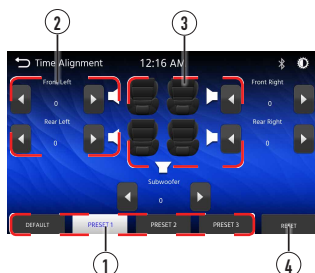 2
3
Time Alignment 12:16 AM
Front Left
Front Right
0
0
Rear Left
Rear Right
0
0
Subwoofer
0
DEFAULT PRESET 1 PRESET 2 PRESET 3 RESET
1
4